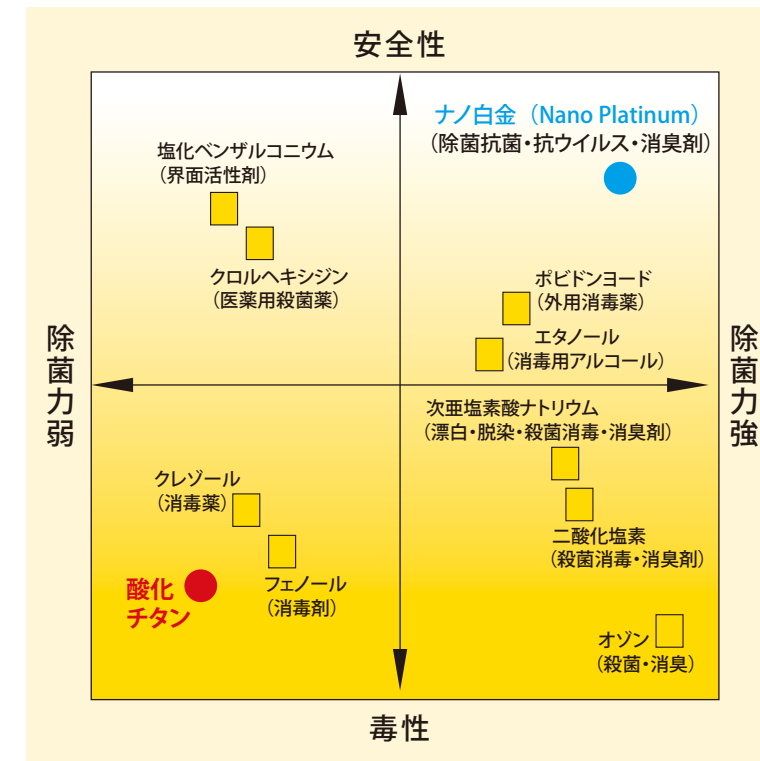 安全性
ナノ白金（Nano Platinum）
（除菌抗菌・抗ウイルス・消臭剤）
塩化ベンザルコニウム
（界面活性剤）
クロルヘキシジン
（医薬用殺菌薬）
ポビドンヨード
（外用消毒薬）
エタノール
（消毒用アルコール）
除菌力弱
除菌力強
次亜塩素酸ナトリウム
（漂白・脱染・殺菌消毒・消臭剤）
クレゾール
（消毒薬）
二酸化塩素
（殺菌消毒・消臭剤）
フェノール
（消毒剤）
酸化
チタン
オゾン
（殺菌・消臭）
毒性